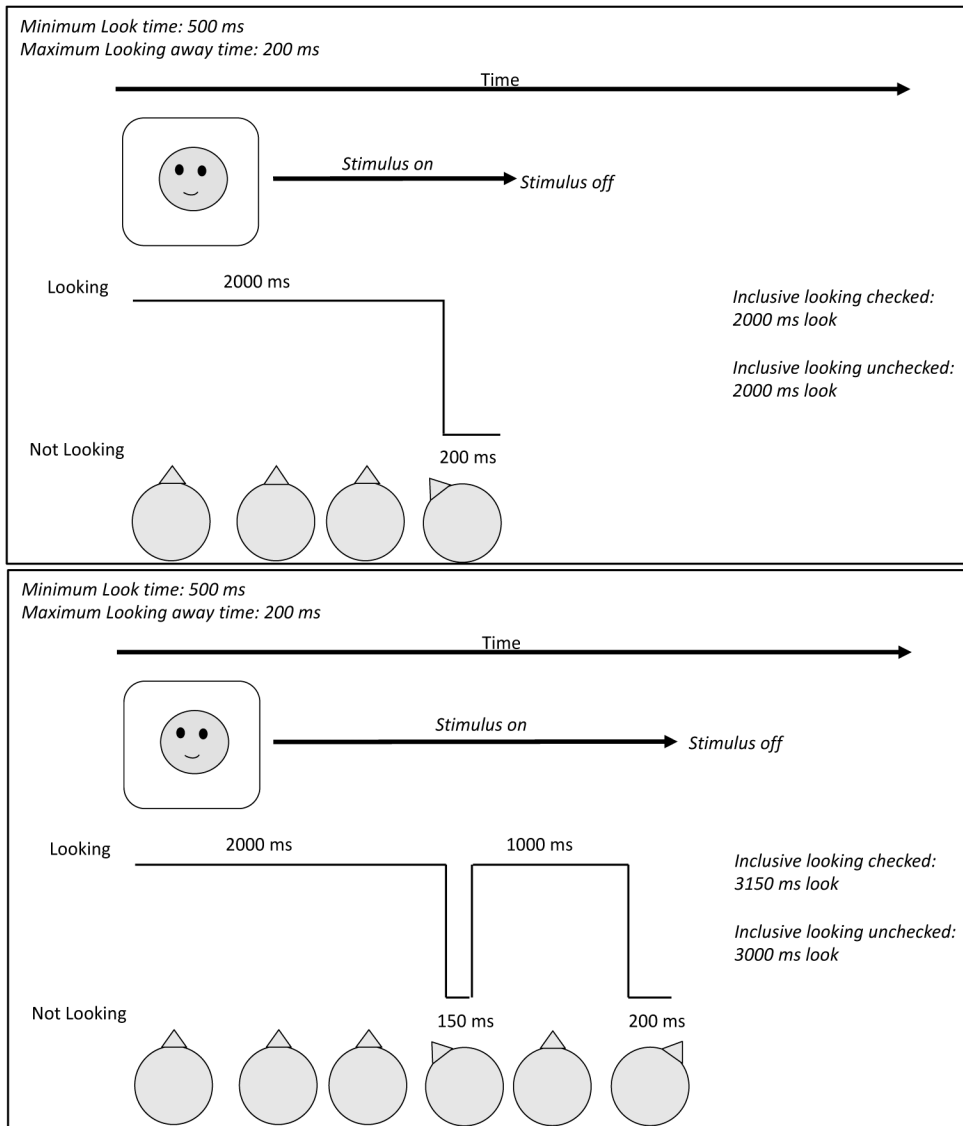 Minimum Look time: 500 ms
Maximum Looking away time: 200 ms
Time
Stimulus on
Stimulus off
Looking
2000 ms
Inclusive looking checked:
2000 ms look
Inclusive looking unchecked:
2000 ms look
Not Looking
200 ms
Minimum Look time: 500 ms
Maximum Looking away time: 200 ms
Time
Stimulus on
Stimulus off
Looking
2000 ms
1000 ms
Inclusive looking checked:
3150 ms look
Inclusive looking unchecked:
3000 ms look
Not Looking
150 ms
200 ms